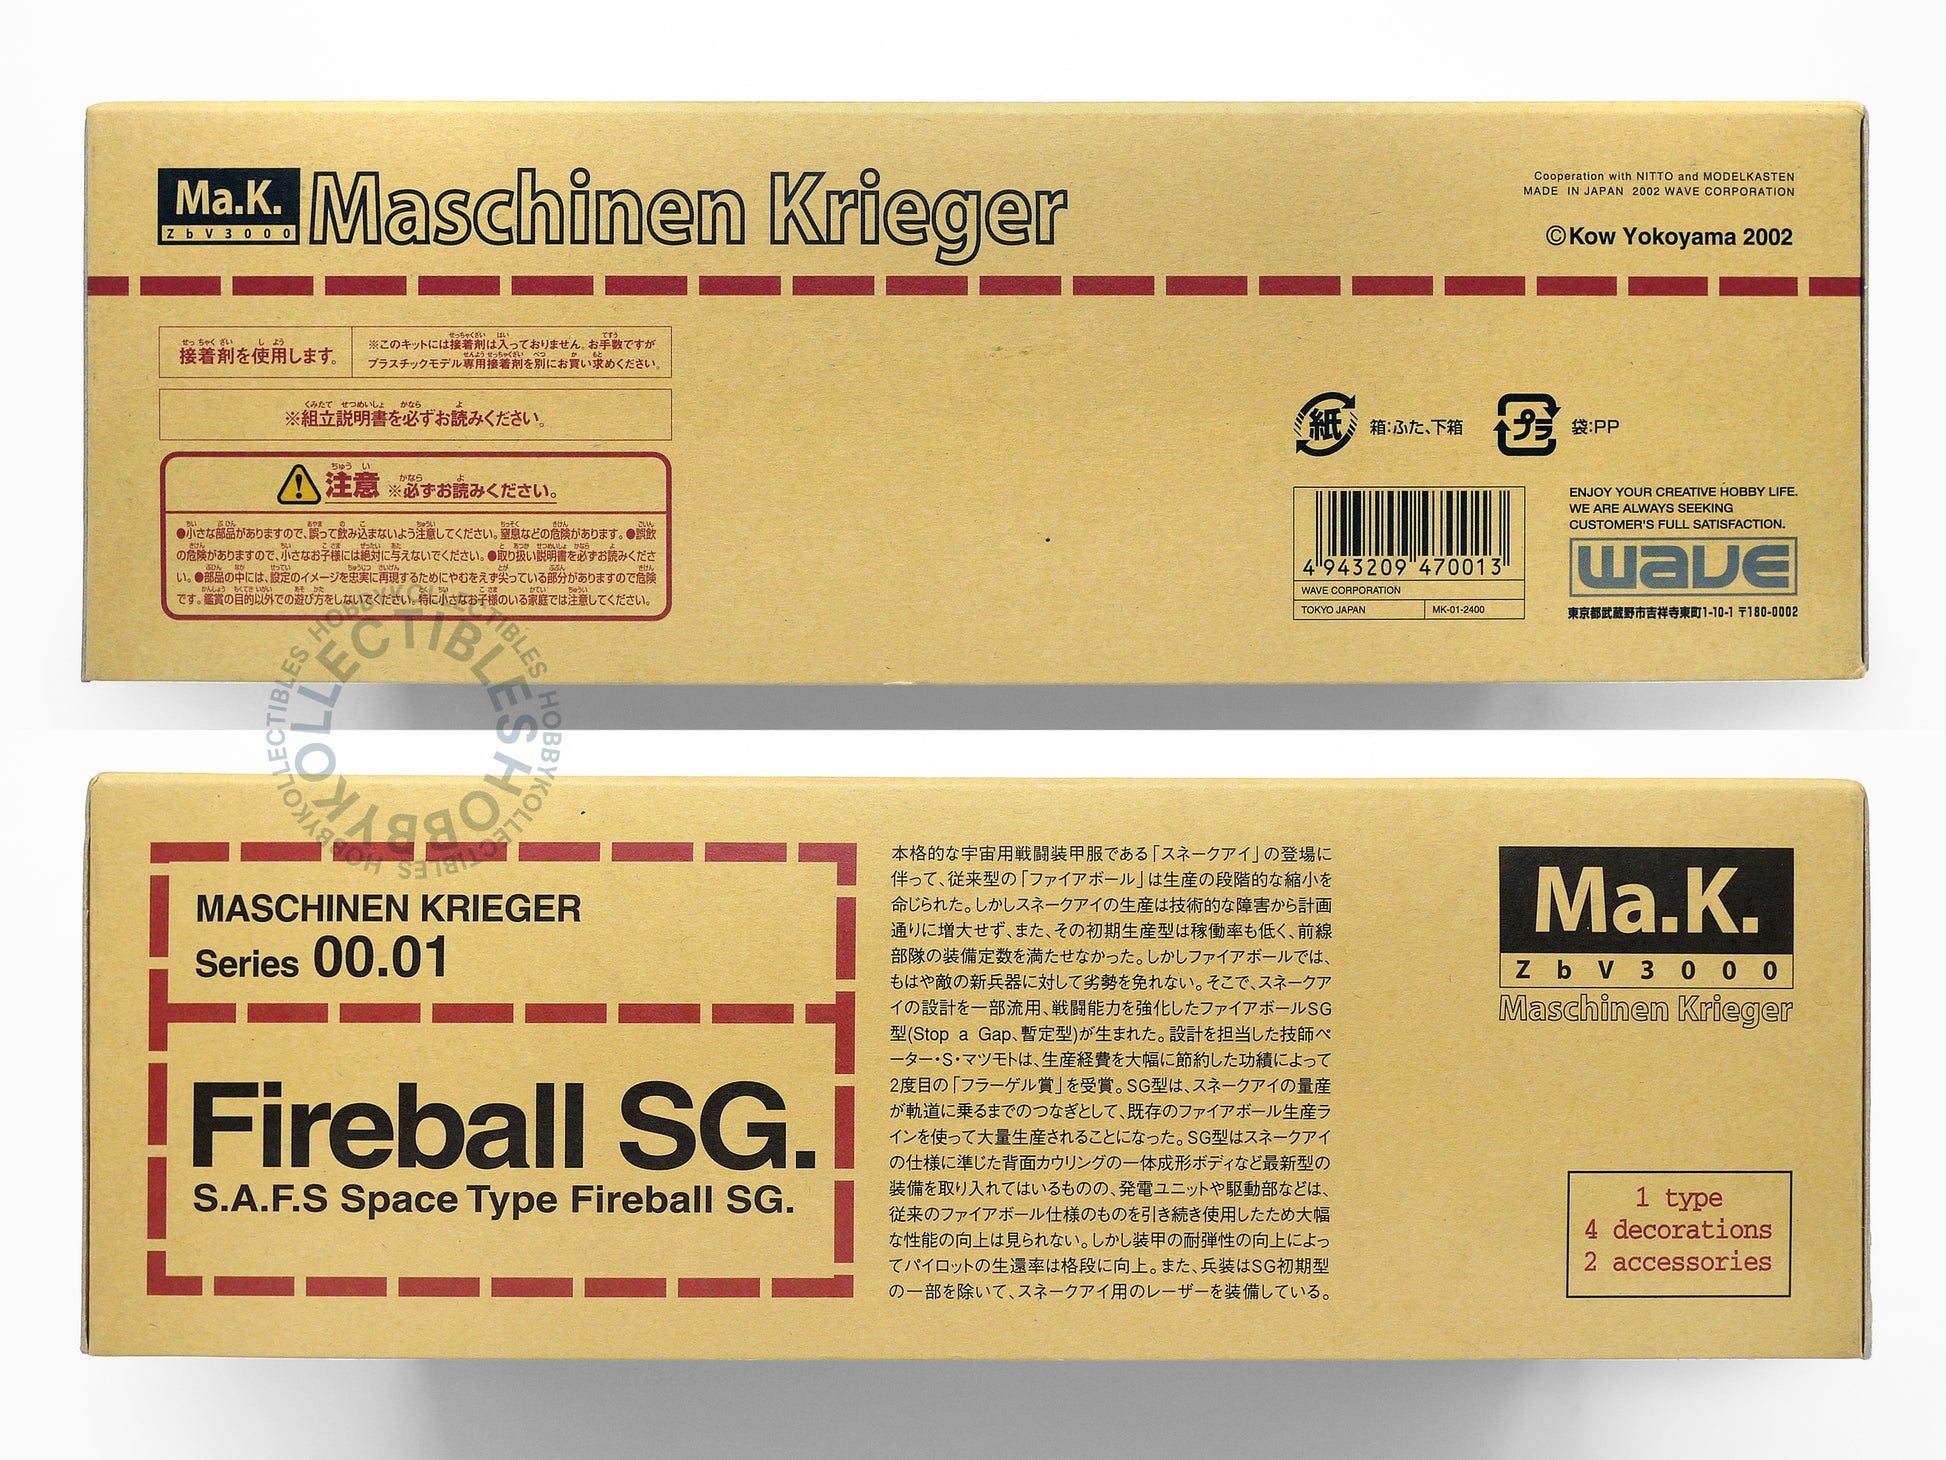 Ma.K.
ZbV3000
Maschinen Krieger
Cooperation with NITTO and MODELKASTEN
MADE IN JAPAN 2002 WAVE CORPORATION
©Kow Yokoyama 2002
接着剤を使用します。
※このキットには接着剤は入っておりません。お手数ですが
プラスチックモデル専用接着剤を別にお買い求めください。
※組立説明書を必ずお読みください。
注意 ※必ずお読みください。
●小さな部品がありますので、誤って飲み込まないよう注意してください。窒息などの危険があります。●誤飲
の危険がありますので、小さなお子様には絶対に与えないでください。●取り扱い説明書を必ずお読みくださ
い。●部品の中には、設定のイメージを忠実に再現するためにやむをえず尖っている部分がありますので危険
です。鑑賞の目的以外での遊び方をしないでください。特に小さなお子様のいる家庭では注意してください。
紙 箱:ふた、下箱
プラ 袋:PP
4 943209 470013
WAVE CORPORATION
TOKYO JAPAN MK-01-2400
ENJOY YOUR CREATIVE HOBBY LIFE.
WE ARE ALWAYS SEEKING
CUSTOMER'S FULL SATISFACTION.
WAVE
東京都武蔵野市吉祥寺東町1-10-1 〒180-0002
KOLLECTIBLES HOBBY
HOBBYKOLLECTIBLES HOBBYKOLLECTIBLES HOBBYKOLLECTIBLES
MASCHINEN KRIEGER
Series 00.01
Fireball SG.
S.A.F.S Space Type Fireball SG.
本格的な宇宙用戦闘装甲服である「スネークアイ」の登場に
伴って、従来型の「ファイアボール」は生産の段階的な縮小を
命じられた。しかしスネークアイの生産は技術的な障害から計画
通りに増大せず、また、その初期生産型は稼働率も低く、前線
部隊の装備定数を満たせなかった。しかしファイアボールでは、
もはや敵の新兵器に対して劣勢を免れない。そこで、スネークア
イの設計を一部流用、戦闘能力を強化したファイアボールSG
型(Stop a Gap、暫定型)が生まれた。設計を担当した技師ペ
ーター・S・マツモトは、生産経費を大幅に節約した功績によって
2度目の「フラーゲル賞」を受賞。SG型は、スネークアイの量産
が軌道に乗るまでのつなぎとして、既存のファイアボール生産ラ
インを使って大量生産されることになった。SG型はスネークアイ
の仕様に準じた背面カウリングの一体成形ボディなど最新型の
装備を取り入れてはいるものの、発電ユニットや駆動部などは、
従来のファイアボール仕様のものを引き続き使用したため大幅
な性能の向上は見られない。しかし装甲の耐弾性の向上によっ
てパイロットの生還率は格段に向上。また、兵装はSG初期型
の一部を除いて、スネークアイ用のレーザーを装備している。
Ma.K.
ZbV3000
Maschinen Krieger
1 type
4 decorations
2 accessories